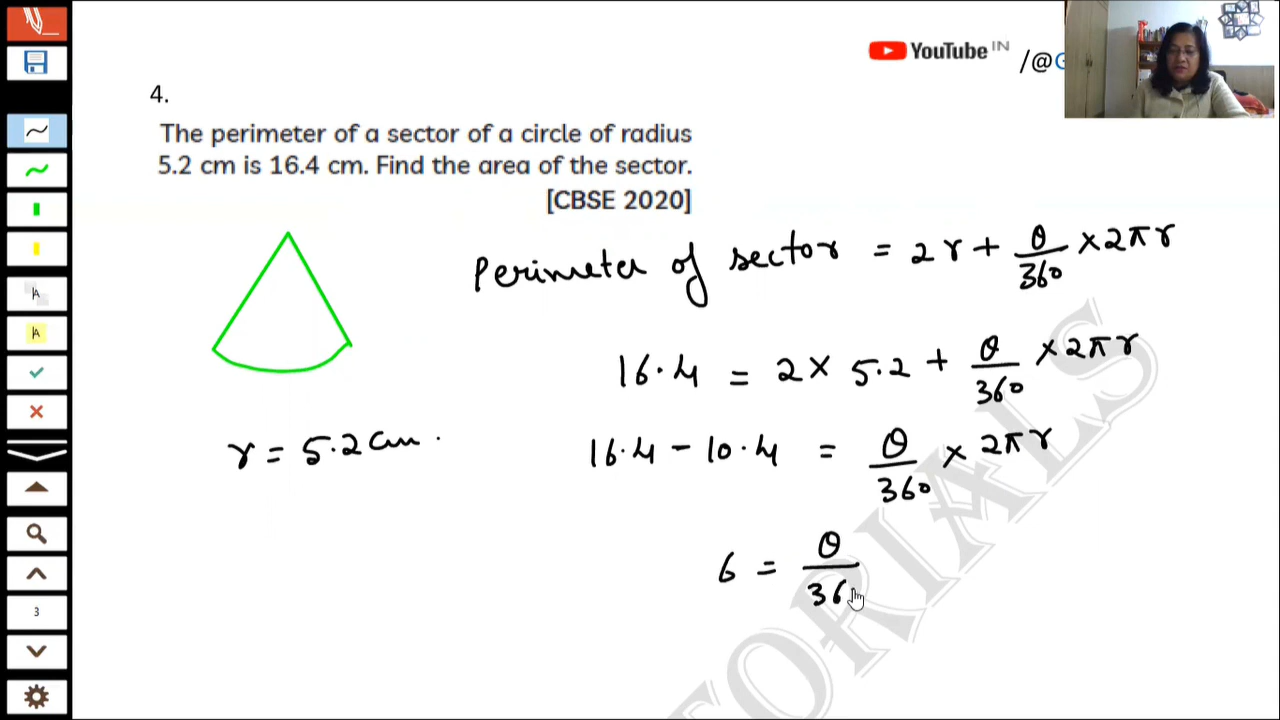 YouTube IN /@G
4.
The perimeter of a sector of a circle of radius
5.2 cm is 16.4 cm. Find the area of the sector.
[CBSE 2020]
Perimeter of sector = 2r + θ/360 × 2πr
16.4 = 2 × 5.2 + θ/360 × 2πr
r = 5.2 cm.
16.4 - 10.4 = θ/360 × 2πr
6 = θ/36
3
TORIALS